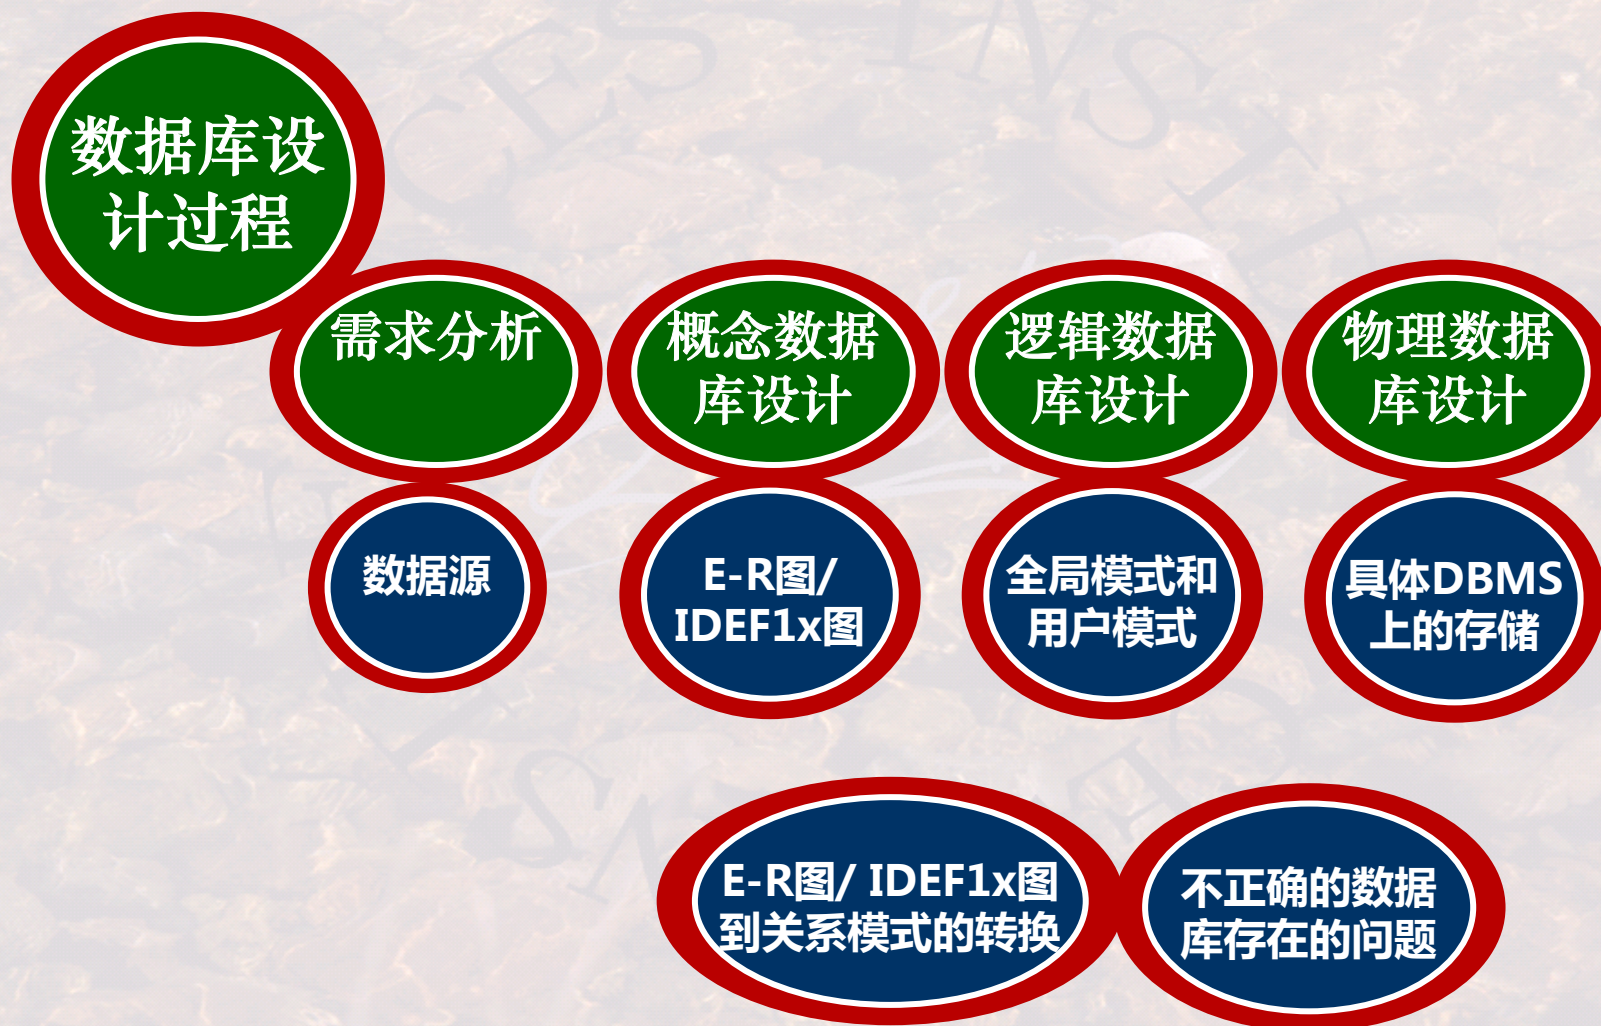 数据库设
计过程
需求分析
概念数据
库设计
逻辑数据
库设计
物理数据
库设计
数据源
E-R图/
IDEF1x图
全局模式和
用户模式
具体DBMS
上的存储
E-R图/ IDEF1x图
到关系模式的转换
不正确的数据
库存在的问题